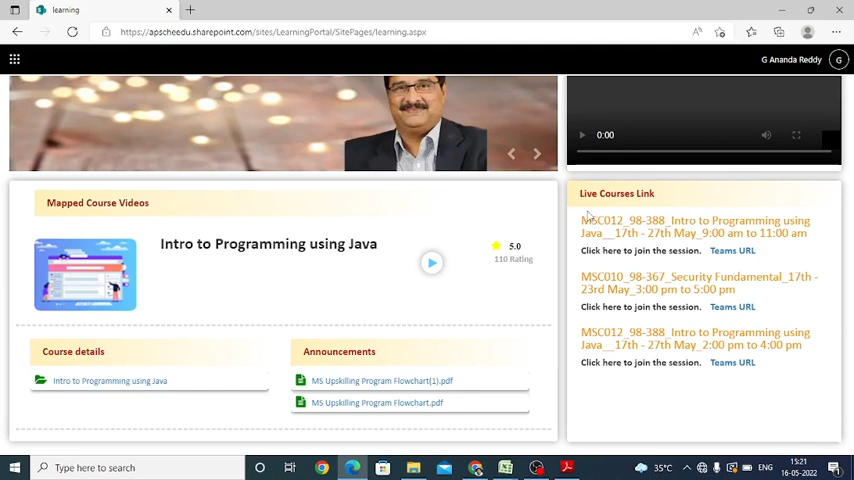 learning
https://apscheedu.sharepoint.com/sites/LearningPortal/SitePages/learning.aspx
G Ananda Reddy
G
0:00
Mapped Course Videos
Intro to Programming using Java
5.0
110 Rating
Course details
Intro to Programming using Java
Announcements
MS Upskilling Program Flowchart(1).pdf
MS Upskilling Program Flowchart.pdf
Live Courses Link
MSC012_98-388_Intro to Programming using
Java__17th - 27th May_9:00 am to 11:00 am
Click here to join the session. Teams URL
MSC010_98-367_Security Fundamental_17th -
23rd May_3:00 pm to 5:00 pm
Click here to join the session. Teams URL
MSC012_98-388_Intro to Programming using
Java__17th - 27th May_2:00 pm to 4:00 pm
Click here to join the session. Teams URL
Type here to search
35°C
ENG
15:21
16-05-2022